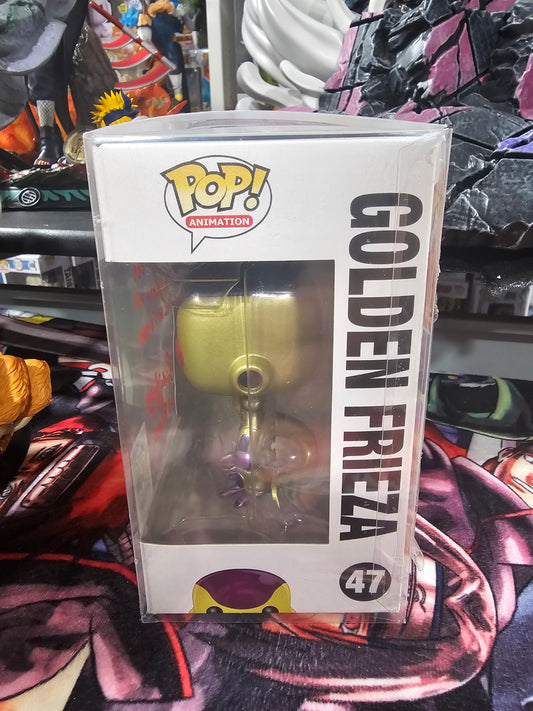 POP!
ANIMATION
GOLDEN FRIEZA
47